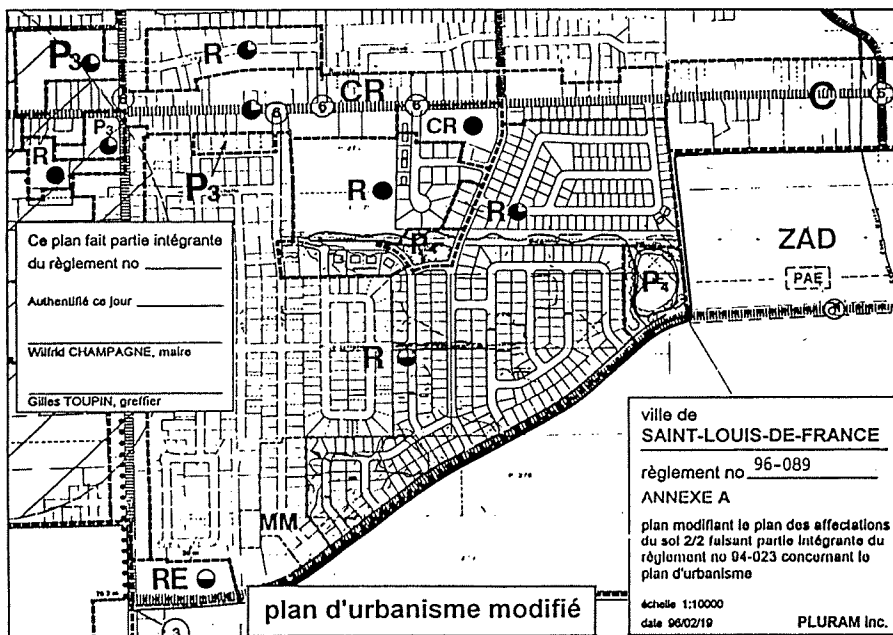 P3
R
CR
C
P3
R
CR
P3
R
R
P4
ZAD
PAE
P4
R
MM
RE
3
Ce plan fait partie intégrante
du règlement no
Authentifié ce jour
Wilfrid CHAMPAGNE, maire
Gilles TOUPIN, greffier
ville de
SAINT-LOUIS-DE-FRANCE
règlement no 96-089
ANNEXE A
plan modifiant le plan des affectations
du sol 2/2 faisant partie intégrante du
règlement no 94-023 concernant le
plan d'urbanisme
échelle 1:10000
date 96/02/19 PLURAM inc.
plan d'urbanisme modifié